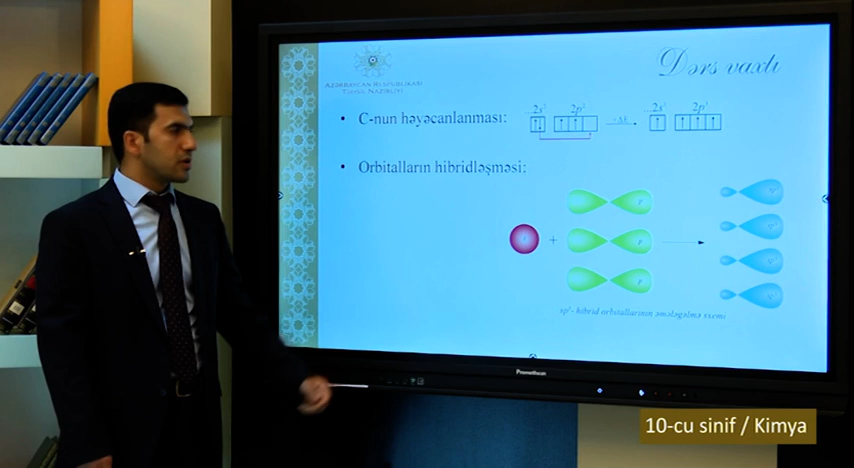 Dərs vaxtı
AZƏRBAYCAN RESPUBLİKASI
TƏHSİL NAZİRLİYİ
• C-nun həyəcanlanması:
2s² 2p² +ΔE 2s¹ 2p³
• Orbitalların hibridləşməsi:
+
p
p
p
sp³- hibrid orbitallarının əmələgəlmə sxemi
Promethean
10-cu sinif / Kimya